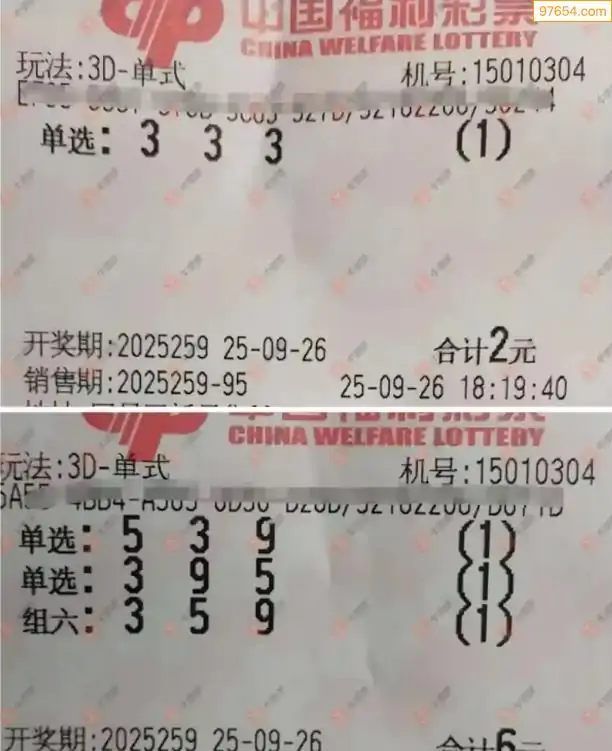 97654.com
中国福利彩票
CHINA WELFARE LOTTERY
玩法:3D-单式 机号:15010304
单选: 3 3 3 (1)
开奖期:2025259 25-09-26 合计2元
销售期:2025259-95 25-09-26 18:19:40
CHINA WELFARE LOTTERY
玩法:3D-单式 机号:15010304
单选: 5 3 9 (1)
单选: 3 9 5 (1)
组六: 3 5 9 (1)
开奖期:2025259 25-09-26 合计6元